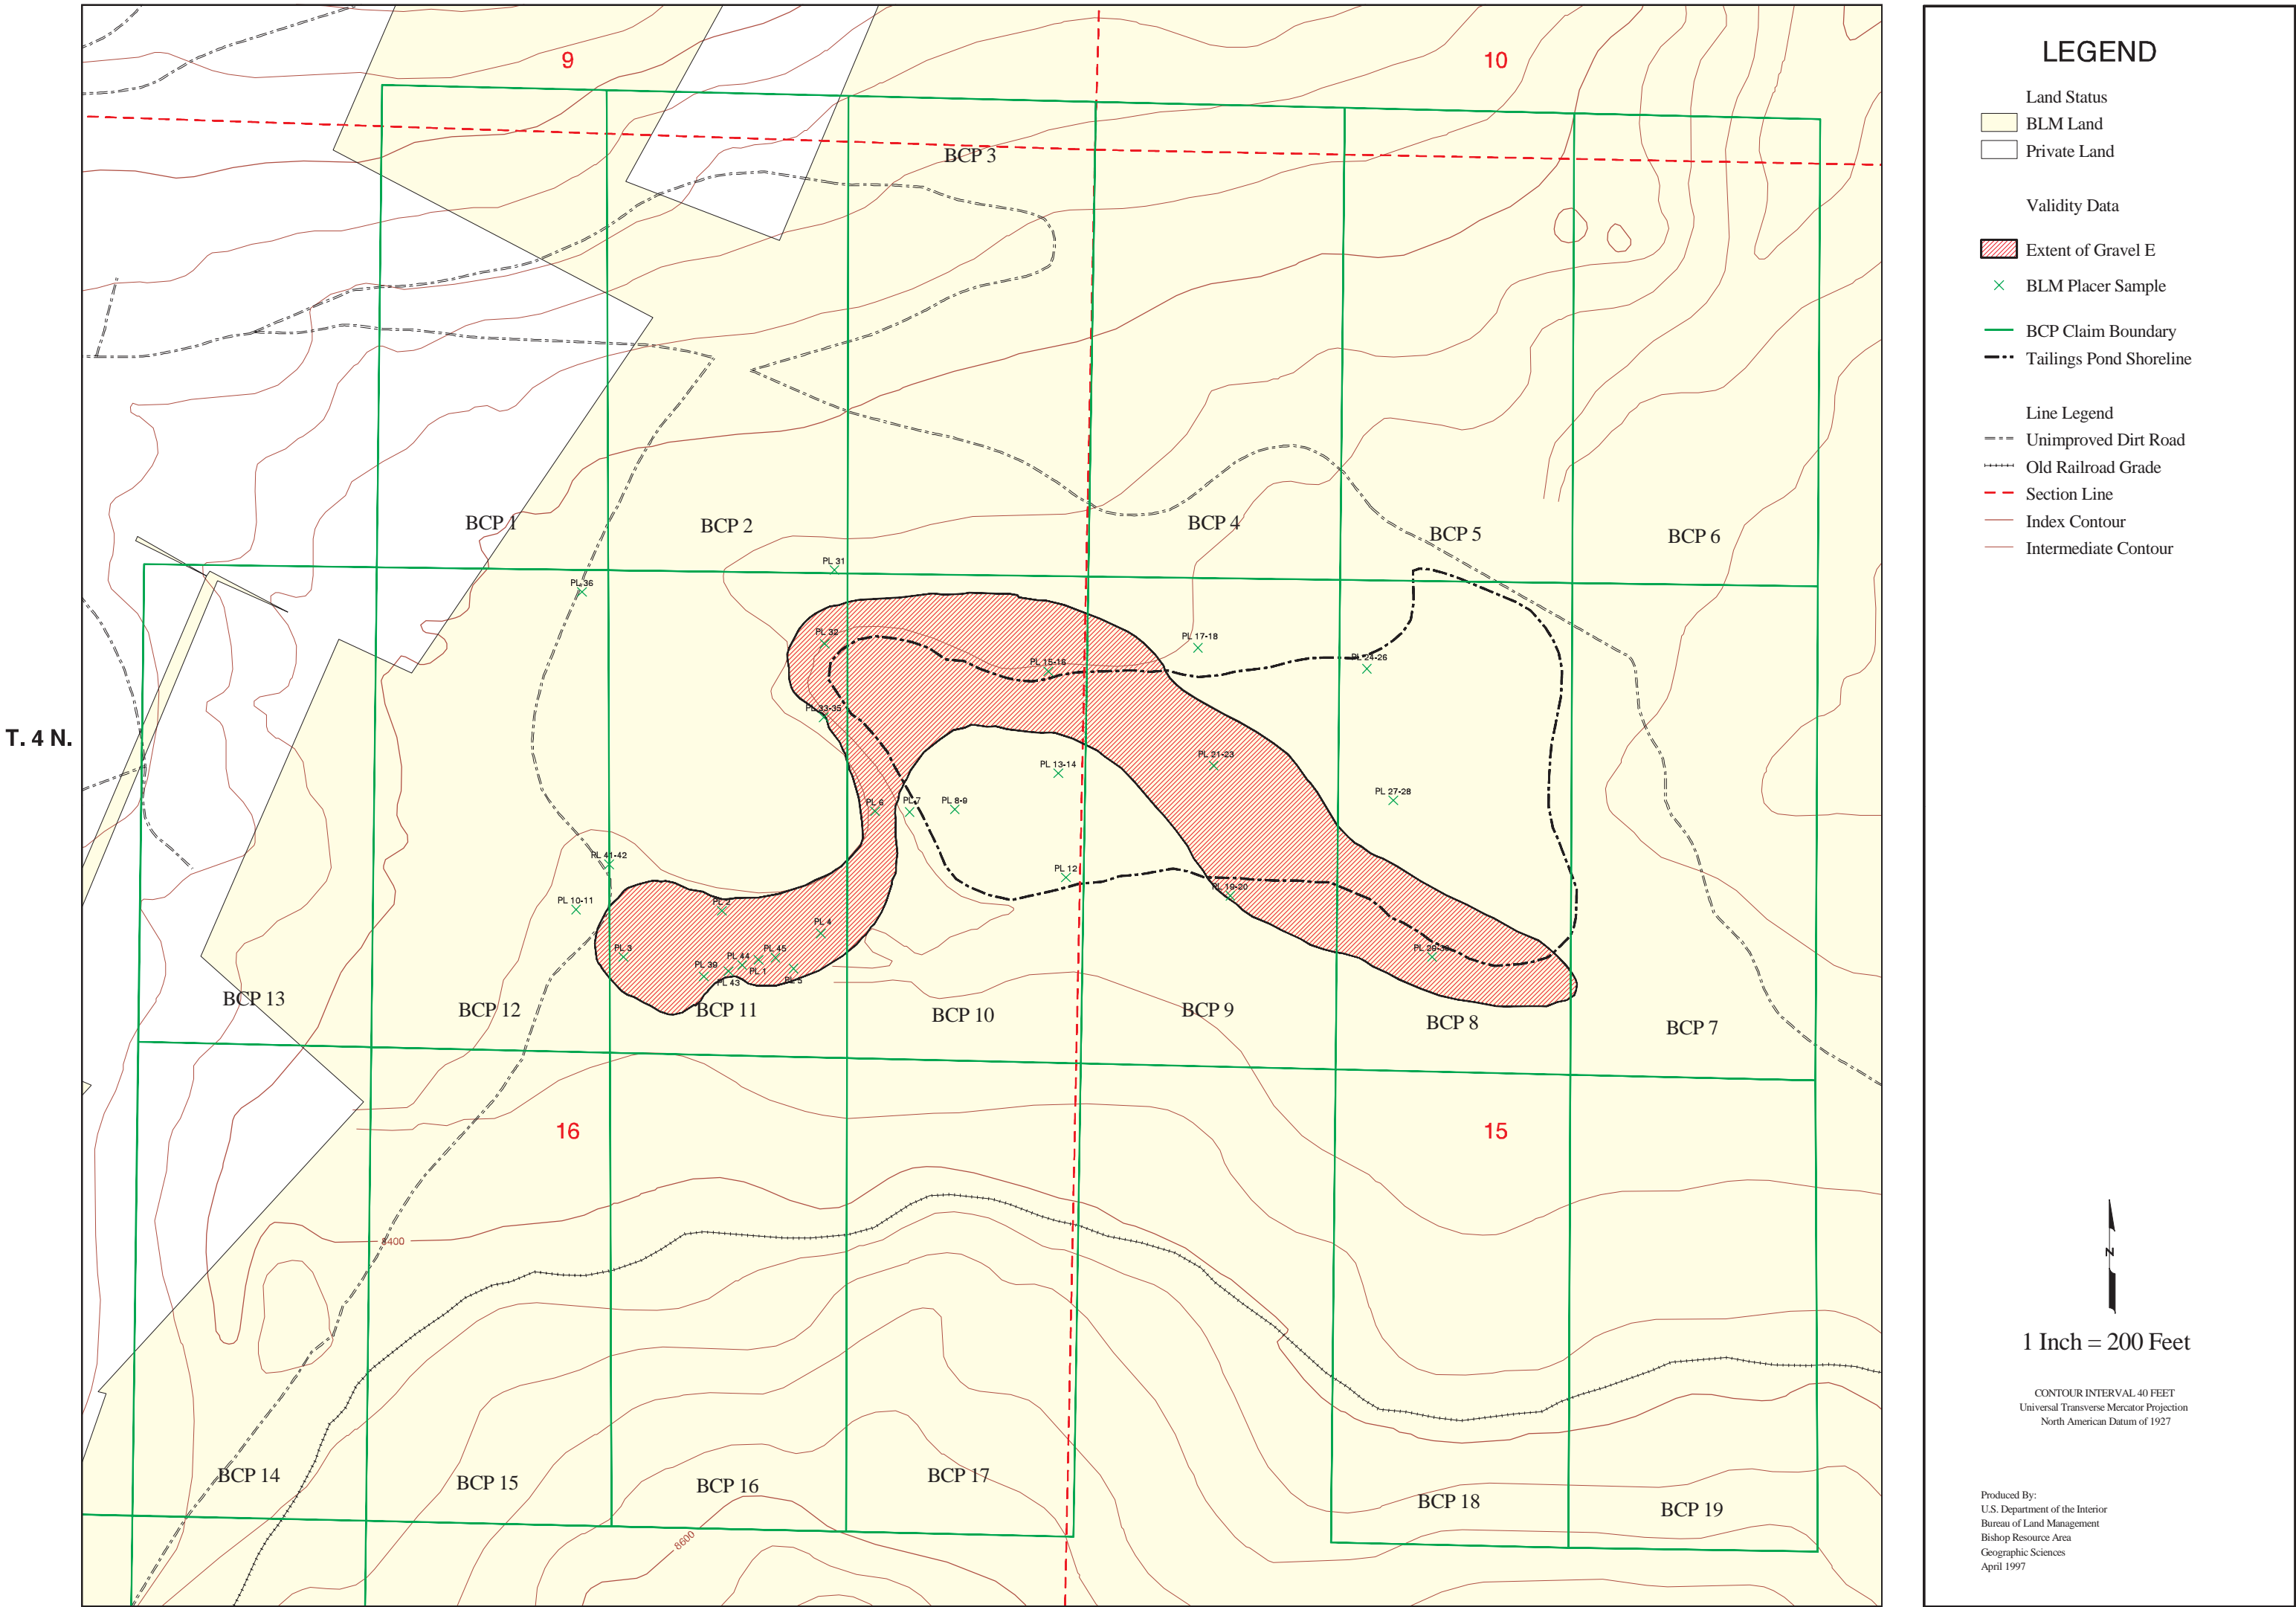 9
10
BCP 3
BCP 1
BCP 2
BCP 4
BCP 5
BCP 6
PL 31
PL 36
PL 32
PL 17-18
PL 15-16
PL 24-26
T. 4 N.
PL 33-35
PL 21-23
PL 13-14
PL 27-28
PL 6
PL 7
PL 8-9
PL 41-42
PL 12
PL 19-20
PL 10-11
PL 2
PL 4
PL 3
PL 45
PL 44
PL 39
PL 1
PL 43
PL 5
BCP 13
BCP 12
BCP 11
BCP 10
BCP 9
BCP 8
BCP 7
16
15
8400
BCP 14
BCP 15
BCP 16
BCP 17
BCP 18
BCP 19
8600
LEGEND
Land Status
BLM Land
Private Land
Validity Data
Extent of Gravel E
BLM Placer Sample
BCP Claim Boundary
Tailings Pond Shoreline
Line Legend
Unimproved Dirt Road
Old Railroad Grade
Section Line
Index Contour
Intermediate Contour
N
1 Inch = 200 Feet
CONTOUR INTERVAL 40 FEET
Universal Transverse Mercator Projection
North American Datum of 1927
Produced By:
U.S. Department of the Interior
Bureau of Land Management
Bishop Resource Area
Geographic Sciences
April 1997